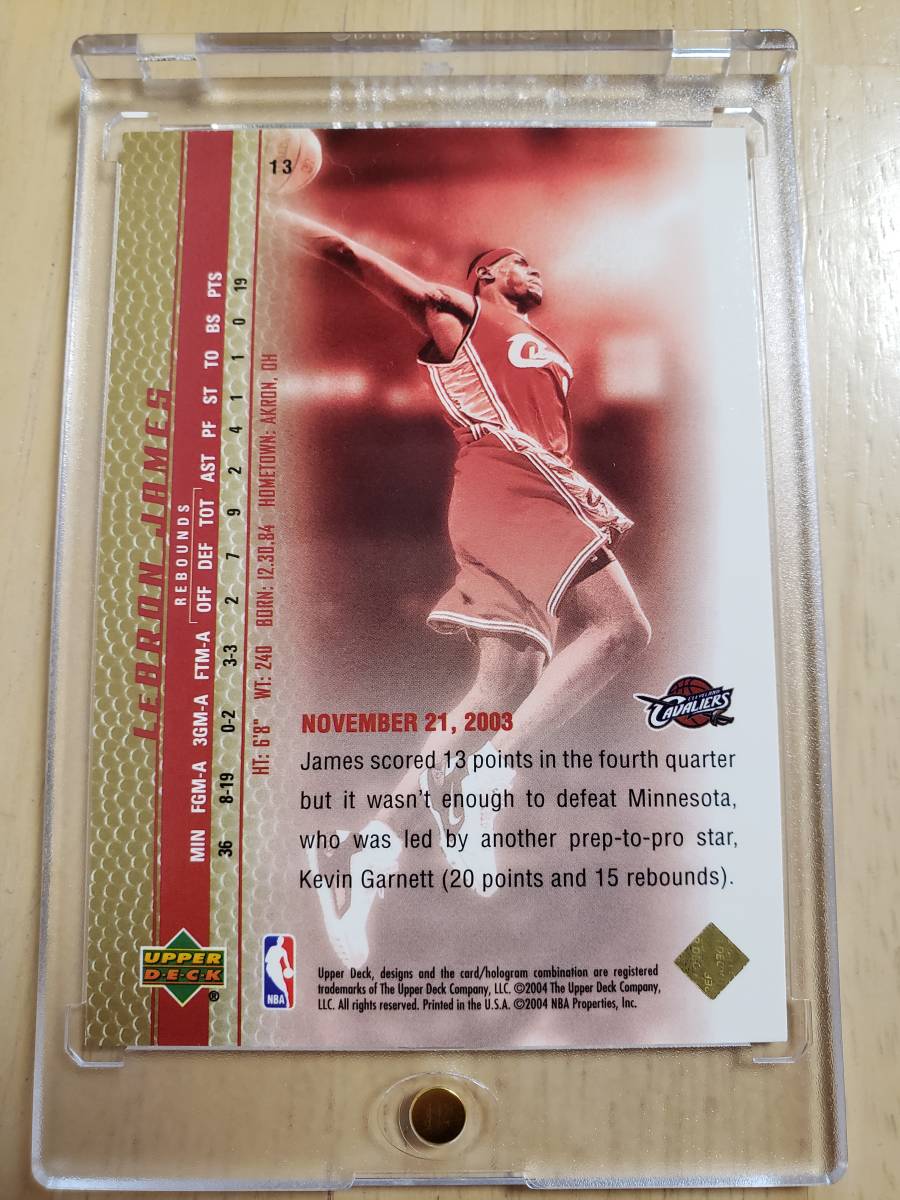 13
LEBRON JAMES
REBOUNDS
MIN FGM-A 3GM-A FTM-A OFF DEF TOT AST PF ST TO BS PTS
36 8-19 0-2 3-3 2 7 9 2 4 1 1 0 19
HT: 6'8" WT: 240 BORN: 12.30.84 HOMETOWN: AKRON, OH
CLEVELAND
CAVALIERS
NOVEMBER 21, 2003
James scored 13 points in the fourth quarter
but it wasn't enough to defeat Minnesota,
who was led by another prep-to-pro star,
Kevin Garnett (20 points and 15 rebounds).
UPPER
DECK
®
NBA
Upper Deck, designs and the card/hologram combination are registered
trademarks of The Upper Deck Company, LLC. ©2004 The Upper Deck Company,
LLC. All rights reserved. Printed in the U.S.A. ©2004 NBA Properties, Inc.